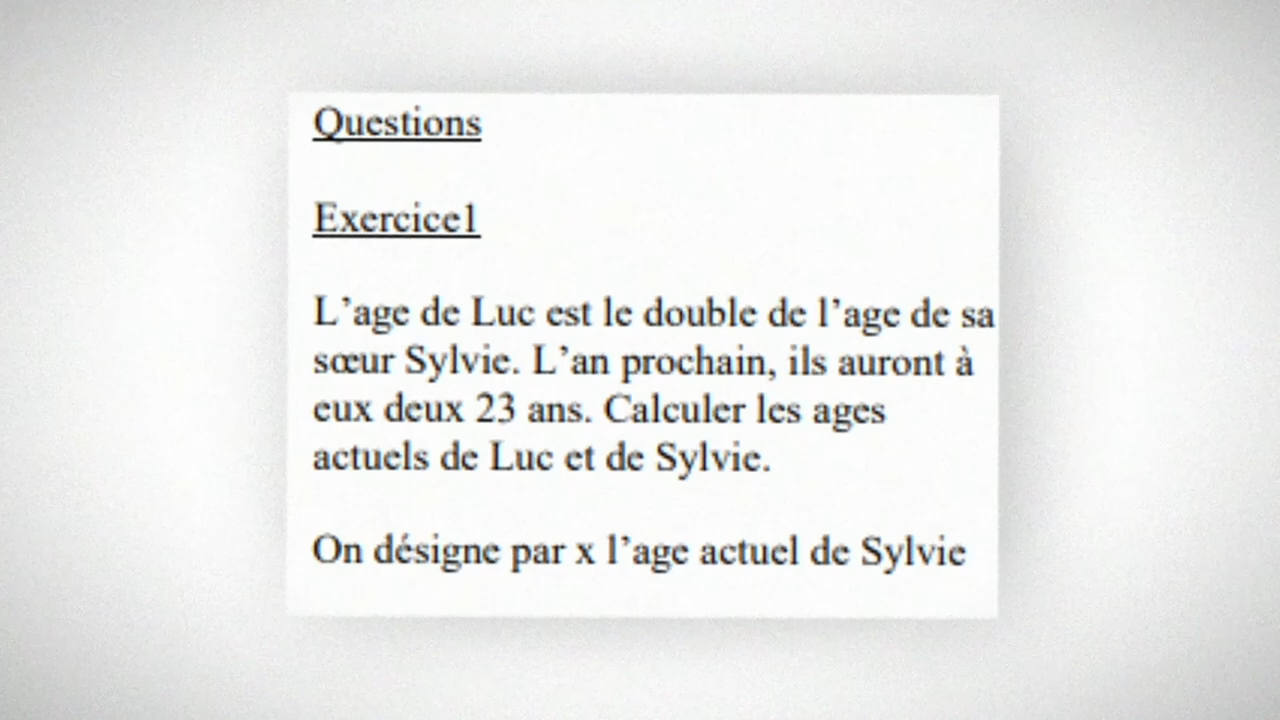 Questions
Exercice1
L’age de Luc est le double de l’age de sa
sœur Sylvie. L’an prochain, ils auront à
eux deux 23 ans. Calculer les ages
actuels de Luc et de Sylvie.
On désigne par x l’age actuel de Sylvie